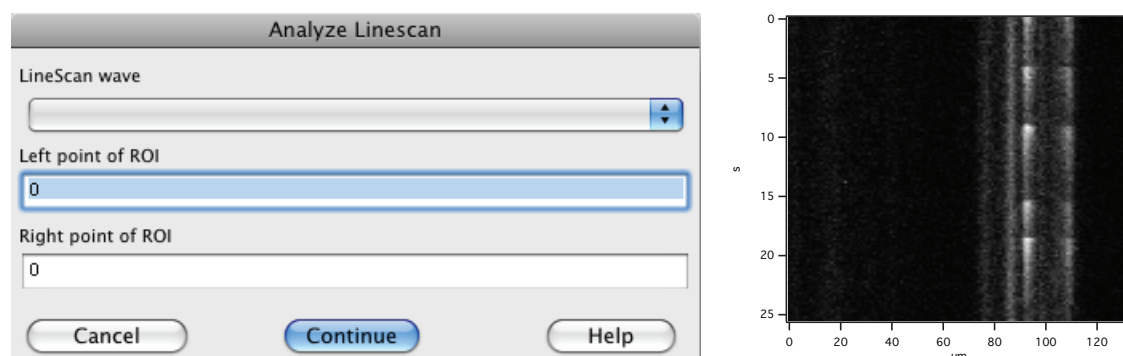 Analyze Linescan
LineScan wave
Left point of ROI
0
Right point of ROI
0
Cancel Continue Help
0
5
10
15
20
25
s
0 20 40 60 80 100 120
µm